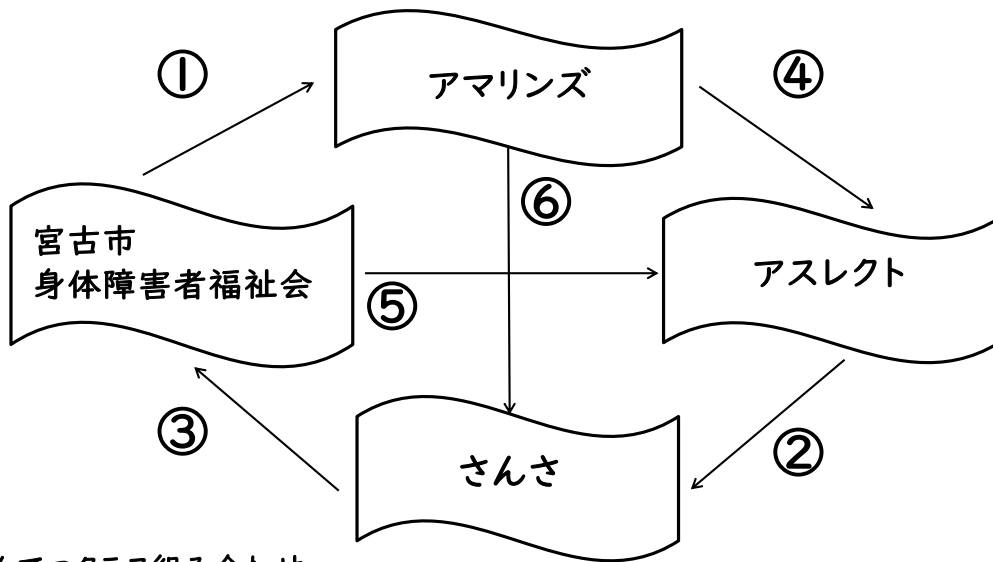 ①
アマリンズ
④
⑥
宮古市
身体障害者福祉会
アスレクト
⑤
③
さんさ
②